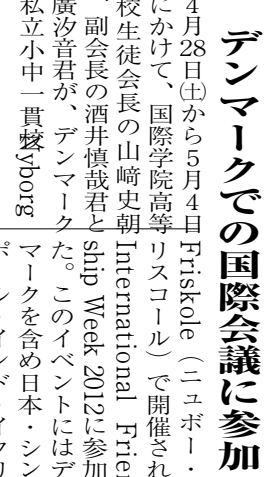 デンマークでの国際会議に参加
4月28日㈯から5月4日
にかけて、国際学院高等
校生徒会長の山﨑史朝
、副会長の酒井慎哉君と
廣汐音君が、デンマーク
私立小中一貫校Nyborg
Friskole（ニュボー・
リスコール）で開催され
International Frien
ship Week 2012に参加
た。このイベントにはデ
マークを含め日本・シン